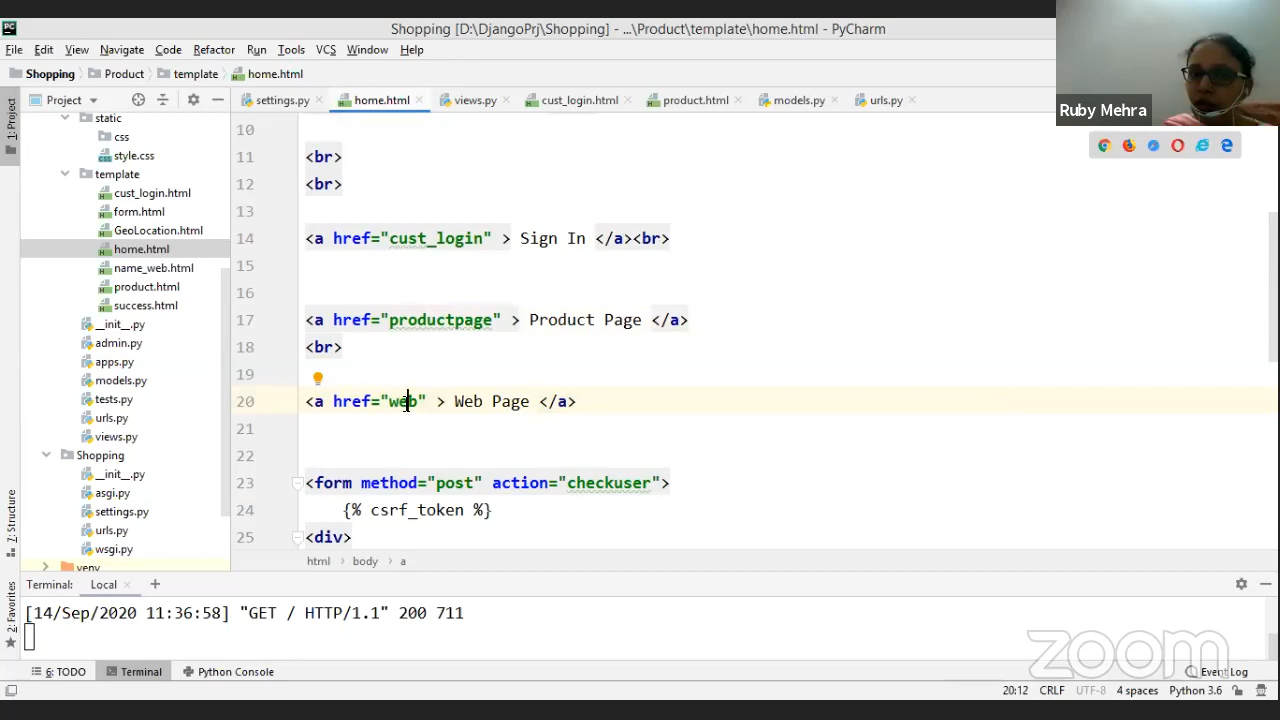 Shopping [D:\DjangoPrj\Shopping] - ...\Product\template\home.html - PyCharm
File Edit View Navigate Code Refactor Run Tools VCS Window Help
Shopping Product template home.html
Ruby Mehra
1: Project
Project
settings.py home.html views.py cust_login.html product.html models.py urls.py
static
css
style.css
template
cust_login.html
form.html
GeoLocation.html
home.html
name_web.html
product.html
success.html
__init__.py
admin.py
apps.py
models.py
tests.py
urls.py
views.py
Shopping
__init__.py
asgi.py
settings.py
urls.py
wsgi.py
venv
10
11 <br>
12 <br>
13
14 <a href="cust_login" > Sign In </a><br>
15
16
17 <a href="productpage" > Product Page </a>
18 <br>
19
20 <a href="web" > Web Page </a>
21
22
23 <form method="post" action="checkuser">
24 {% csrf_token %}
25 <div>
html body a
7: Structure
2: Favorites
Terminal: Local +
[14/Sep/2020 11:36:58] "GET / HTTP/1.1" 200 711
zoom
6: TODO Terminal Python Console Event Log
20:12 CRLF UTF-8 4 spaces Python 3.6